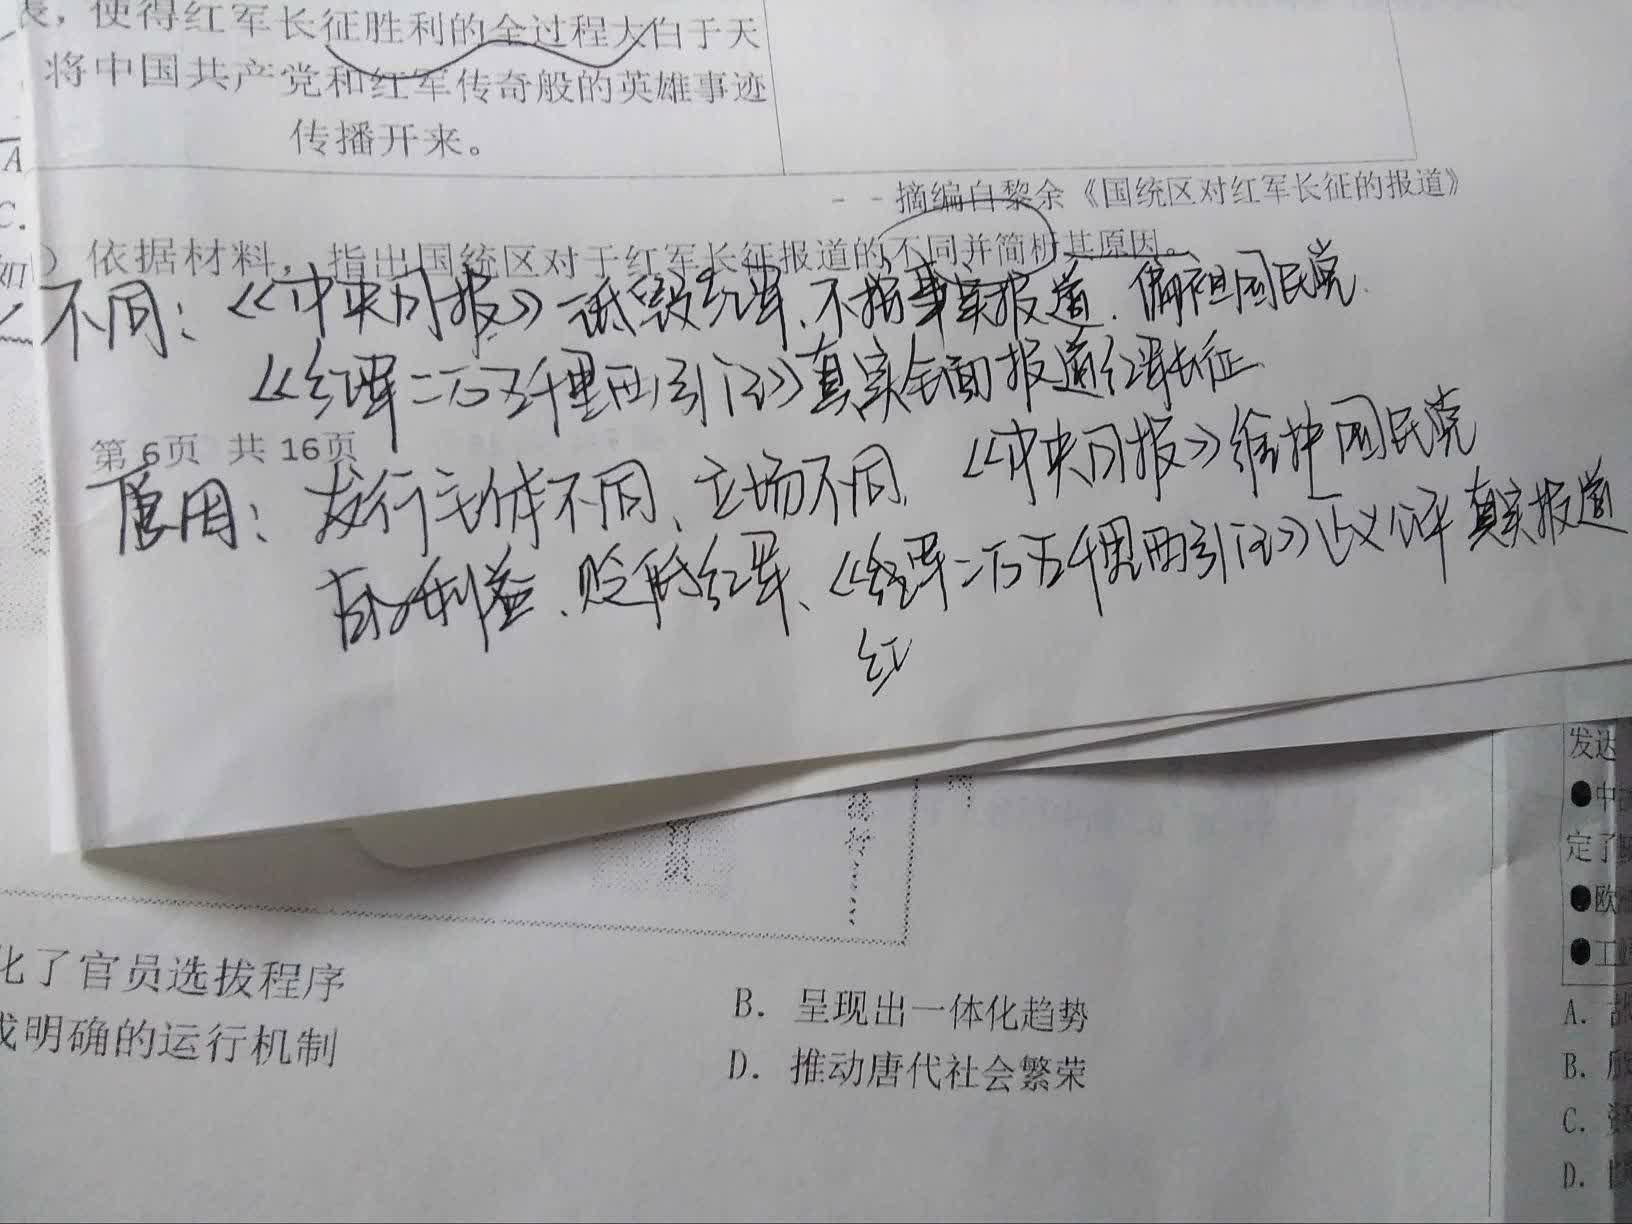 使得红军长征胜利的全过程大白于天
将中国共产党和红军传奇般的英雄事迹
传播开来。
A
C.
- - 摘编自黎余《国统区对红军长征的报道》
）依据材料，指出国统区对于红军长征报道的不同并简析其原因。
不同：《中央日报》诋毁红军、不按事实报道、偏袒国民党.
《红军二万五千里西引记》真实全面报道红军长征.
第 6页 共 16页
原因：发行主体不同、立场不同，《中央日报》维护国民党
利益、贬低红军、《红军二万五千里西引记》正义公平真实报道
红
发达
●中
定了
●欧
●工
化了官员选拔程序
B．呈现出一体化趋势
明确的运行机制
D．推动唐代社会繁荣
A．
B．
C．
D．